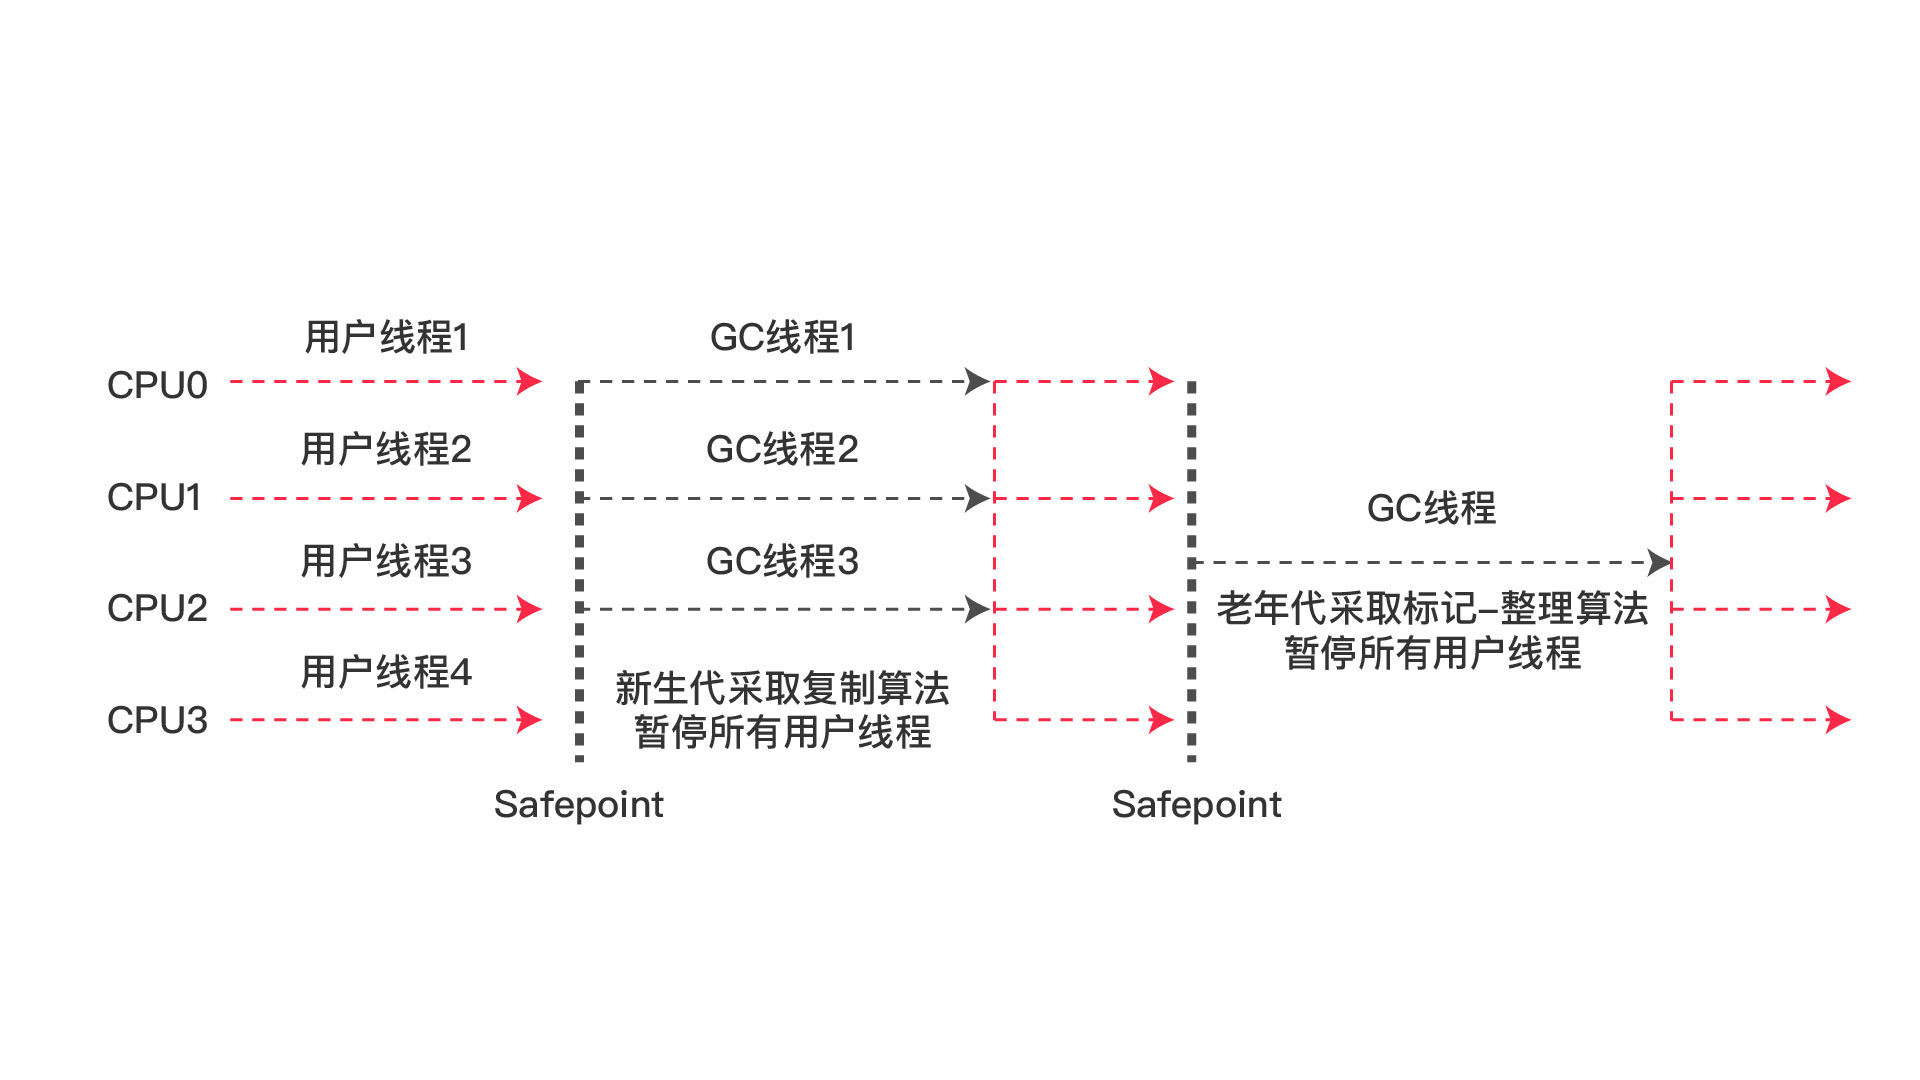 用户线程1
GC线程1
CPU0
用户线程2
GC线程2
CPU1
GC线程
用户线程3
GC线程3
CPU2
老年代采取标记-整理算法
暂停所有用户线程
用户线程4
新生代采取复制算法
暂停所有用户线程
CPU3
Safepoint
Safepoint